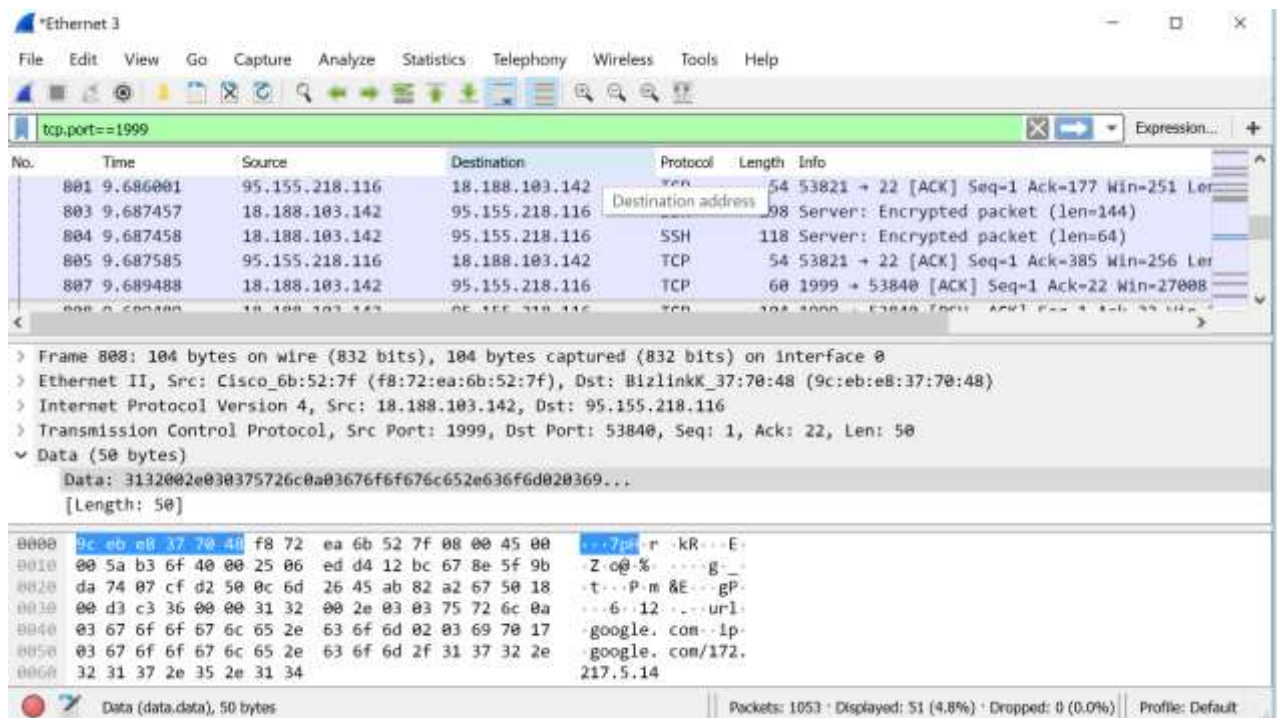 *Ethernet 3
File Edit View Go Capture Analyze Statistics Telephony Wireless Tools Help
tcp.port==1999 Expression... +
No. Time Source Destination Protocol Length Info
801 9.686001 95.155.218.116 18.188.103.142 54 53821 → 22 [ACK] Seq=1 Ack=177 Win=251 Len
Destination address
803 9.687457 18.188.103.142 95.155.218.116 98 Server: Encrypted packet (len=144)
804 9.687458 18.188.103.142 95.155.218.116 SSH 118 Server: Encrypted packet (len=64)
805 9.687585 95.155.218.116 18.188.103.142 TCP 54 53821 → 22 [ACK] Seq=1 Ack=385 Win=256 Len
807 9.689488 18.188.103.142 95.155.218.116 TCP 60 1999 → 53840 [ACK] Seq=1 Ack=22 Win=27008
> Frame 808: 104 bytes on wire (832 bits), 104 bytes captured (832 bits) on interface 0
> Ethernet II, Src: Cisco_6b:52:7f (f8:72:ea:6b:52:7f), Dst: BizlinkK_37:70:48 (9c:eb:e8:37:70:48)
> Internet Protocol Version 4, Src: 18.188.103.142, Dst: 95.155.218.116
> Transmission Control Protocol, Src Port: 1999, Dst Port: 53840, Seq: 1, Ack: 22, Len: 50
Data (50 bytes)
Data: 3132002e030375726c0a03676f6f676c652e636f6d020369...
[Length: 50]
0000 9c eb e8 37 70 48 f8 72 ea 6b 52 7f 08 00 45 00 ···7pH·r ·kR···E·
0010 00 5a b3 6f 40 00 25 06 ed d4 12 bc 67 8e 5f 9b ·Z·o@·%· ····g·_·
0020 da 74 07 cf d2 50 0c 6d 26 45 ab 82 a2 67 50 18 ·t···P·m &E···gP·
0030 00 d3 c3 36 00 00 31 32 00 2e 03 03 75 72 6c 0a ···6··12 ·.··url·
0040 03 67 6f 6f 67 6c 65 2e 63 6f 6d 02 03 69 70 17 ·google. com··ip·
0050 03 67 6f 6f 67 6c 65 2e 63 6f 6d 2f 31 37 32 2e ·google. com/172.
0060 32 31 37 2e 35 2e 31 34 217.5.14
Data (data.data), 50 bytes Packets: 1053 · Displayed: 51 (4.8%) · Dropped: 0 (0.0%) Profile: Default